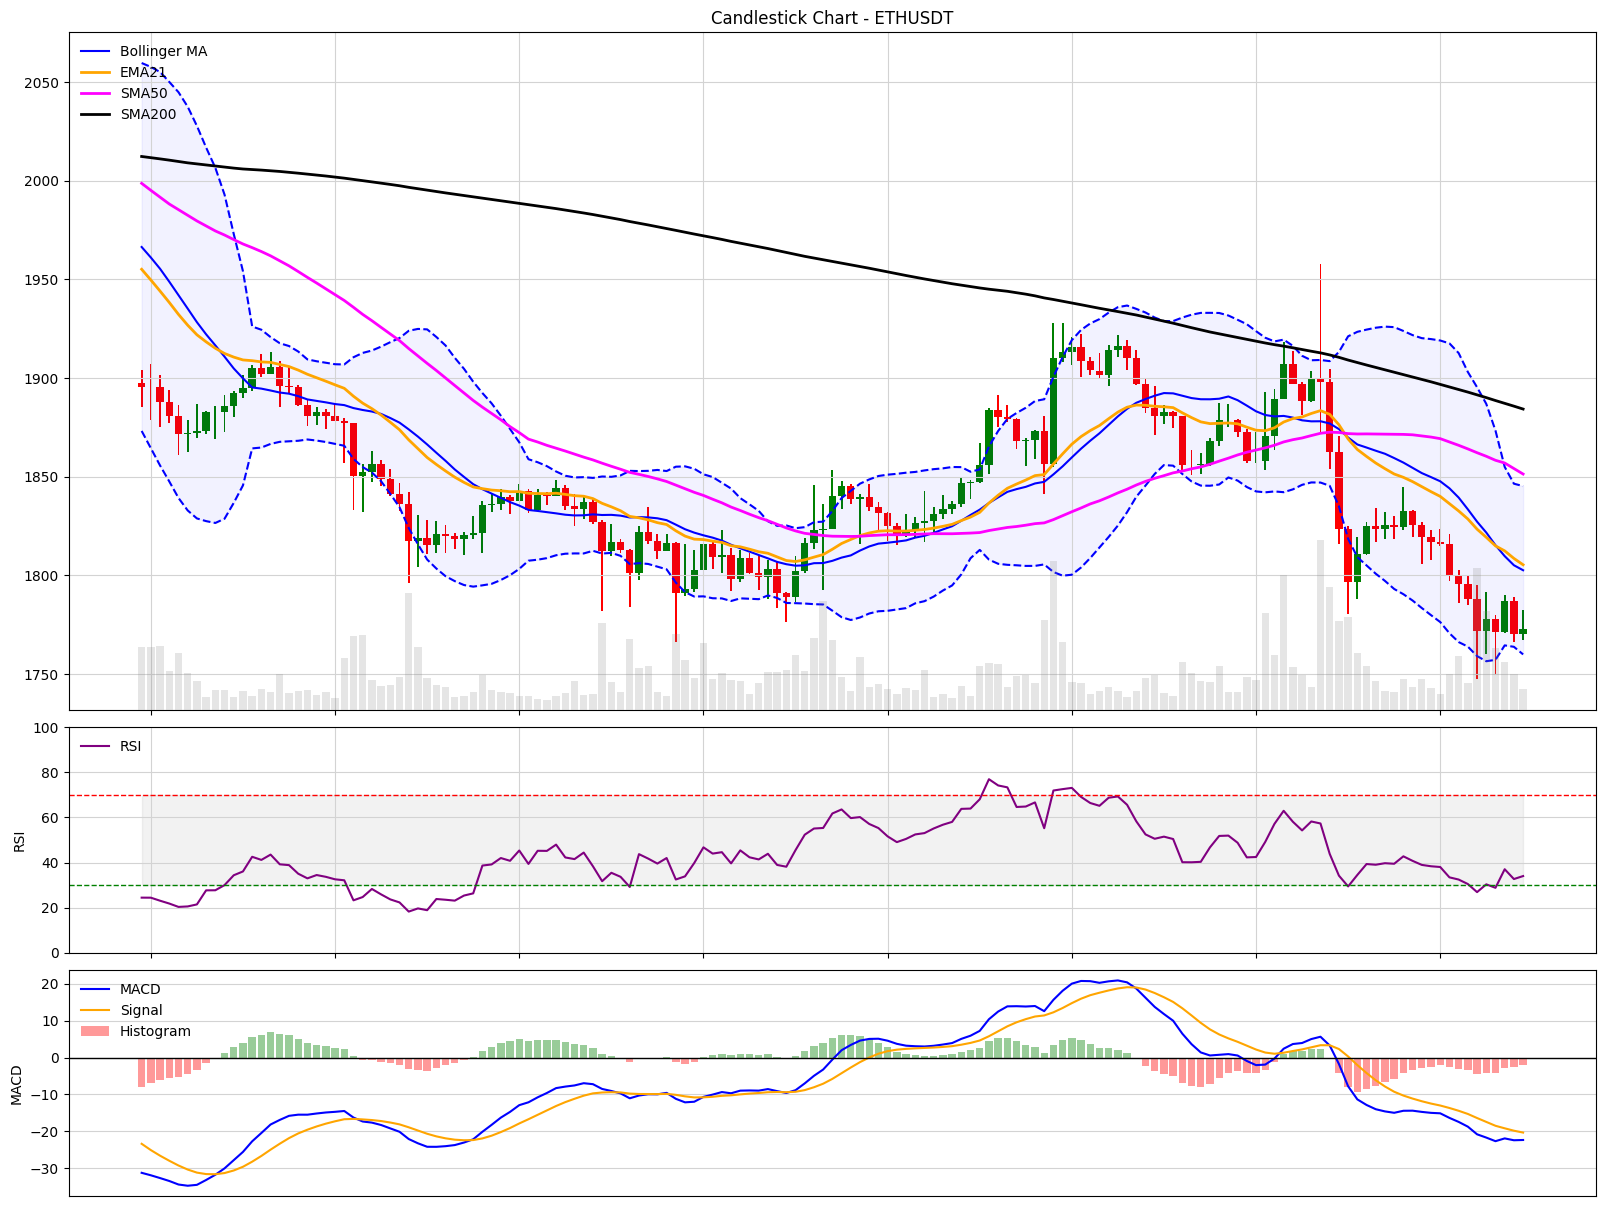 Candlestick Chart - ETHUSDT
Bollinger MA
EMA21
SMA50
SMA200
2050
2000
1950
1900
1850
1800
1750
RSI
100
80
60
40
20
0
RSI
MACD
Signal
Histogram
20
10
0
−10
−20
−30
MACD